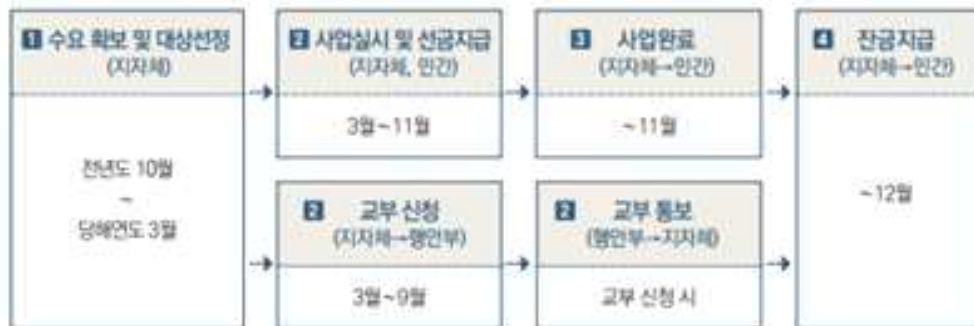 1 수요 확보 및 대상선정
(지자체)
전년도 10월
~
당해연도 3월
2 사업실시 및 선금지급
(지자체, 민간)
3월~11월
2 교부 신청
(지자체→행안부)
3월~9월
3 사업완료
(지자체→민간)
~11월
2 교부 통보
(행안부→지자체)
교부 신청 시
4 잔금지급
(지자체→민간)
~12월